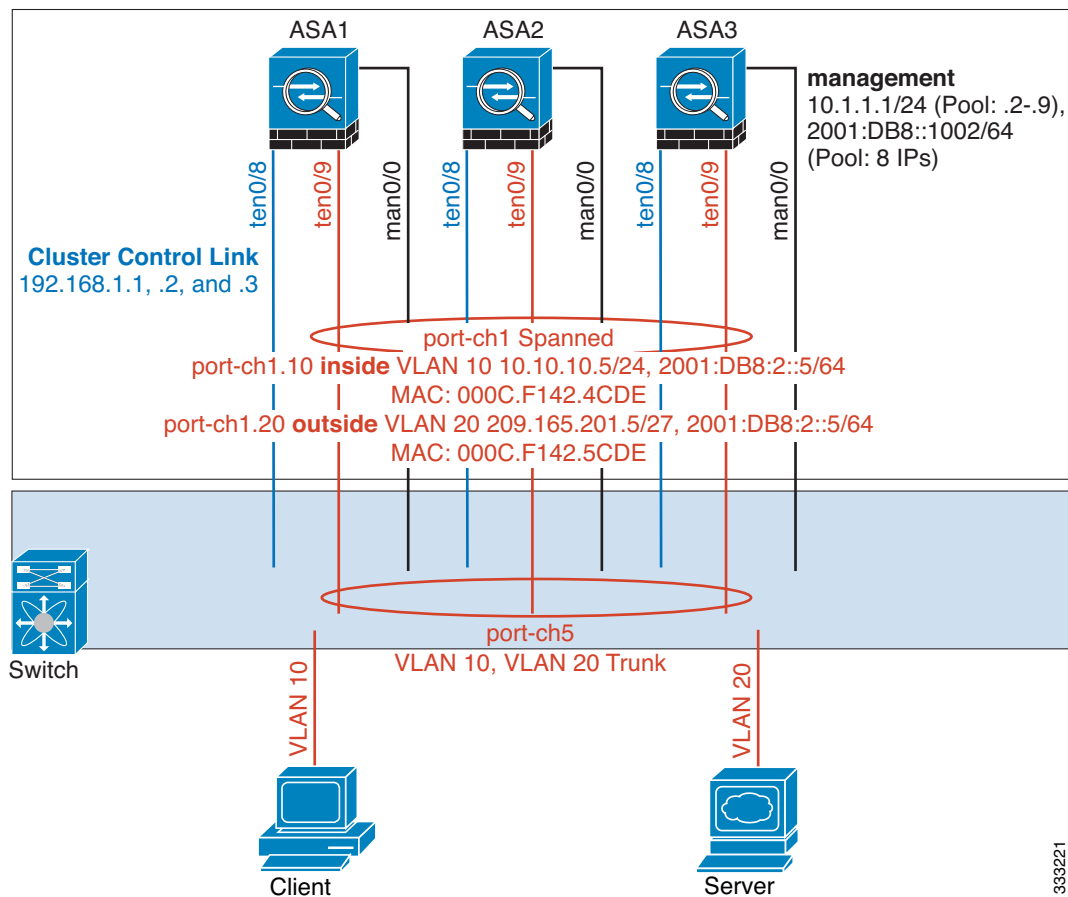 ASA1
ASA2
ASA3
management
10.1.1.1/24 (Pool: .2-.9),
2001:DB8::1002/64
(Pool: 8 IPs)
ten0/8
ten0/9
man0/0
ten0/8
ten0/9
man0/0
ten0/8
ten0/9
man0/0
Cluster Control Link
192.168.1.1, .2, and .3
port-ch1 Spanned
port-ch1.10 inside VLAN 10 10.10.10.5/24, 2001:DB8:2::5/64
MAC: 000C.F142.4CDE
port-ch1.20 outside VLAN 20 209.165.201.5/27, 2001:DB8:2::5/64
MAC: 000C.F142.5CDE
Switch
port-ch5
VLAN 10, VLAN 20 Trunk
VLAN 10
VLAN 20
Client
Server
333221